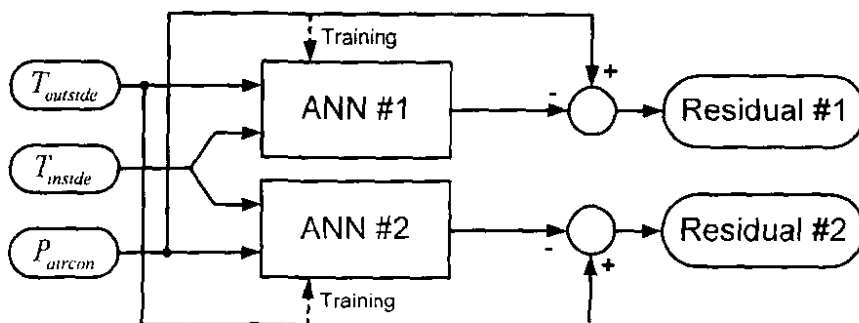 Training
T_outside
ANN #1
-
+
Residual #1
T_inside
P_aircon
ANN #2
-
+
Residual #2
Training